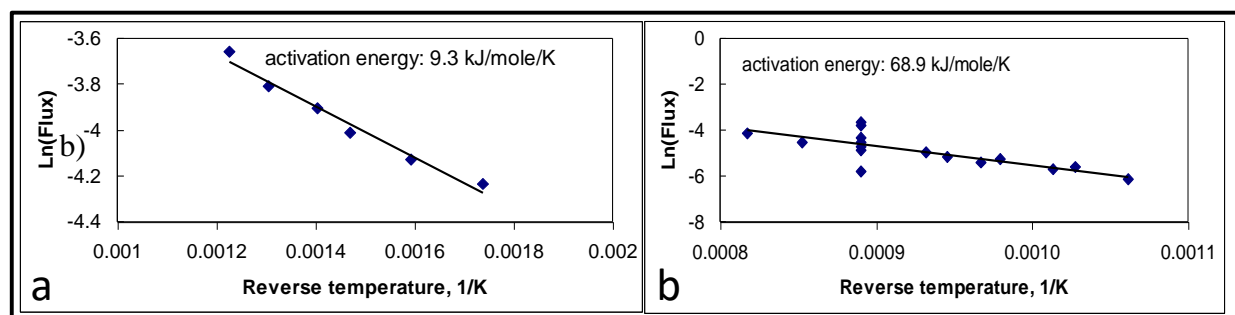 -3.6
-3.8
-4
-4.2
-4.4
Ln(Flux)
b)
activation energy: 9.3 kJ/mole/K
0.001 0.0012 0.0014 0.0016 0.0018 0.002
Reverse temperature, 1/K
a
0
-2
-4
-6
-8
Ln(Flux)
activation energy: 68.9 kJ/mole/K
0.0008 0.0009 0.0010 0.0011
Reverse temperature, 1/K
b